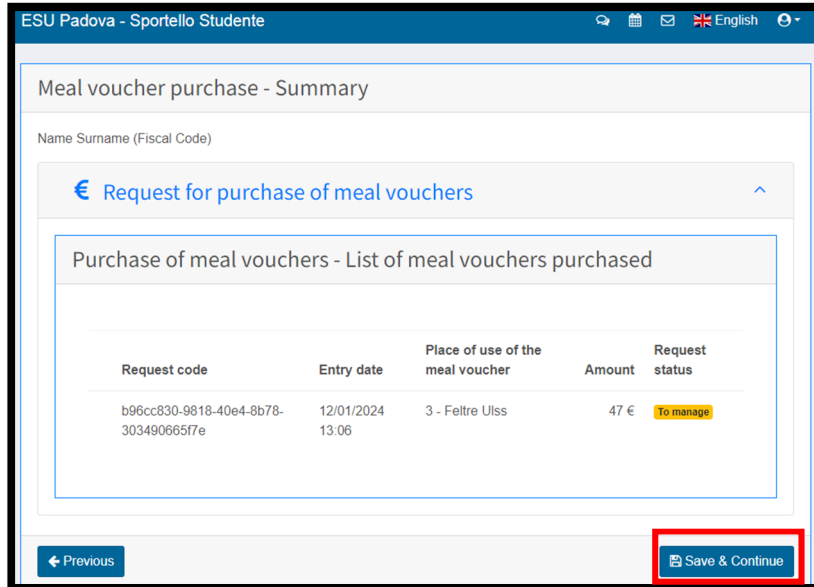 ESU Padova - Sportello Studente
English
Meal voucher purchase - Summary
Name Surname (Fiscal Code)
€ Request for purchase of meal vouchers
Purchase of meal vouchers - List of meal vouchers purchased
Request code Entry date Place of use of the meal voucher Amount Request status
b96cc830-9818-40e4-8b78-303490665f7e 12/01/2024 13:06 3 - Feltre Ulss 47 € To manage
Previous
Save & Continue